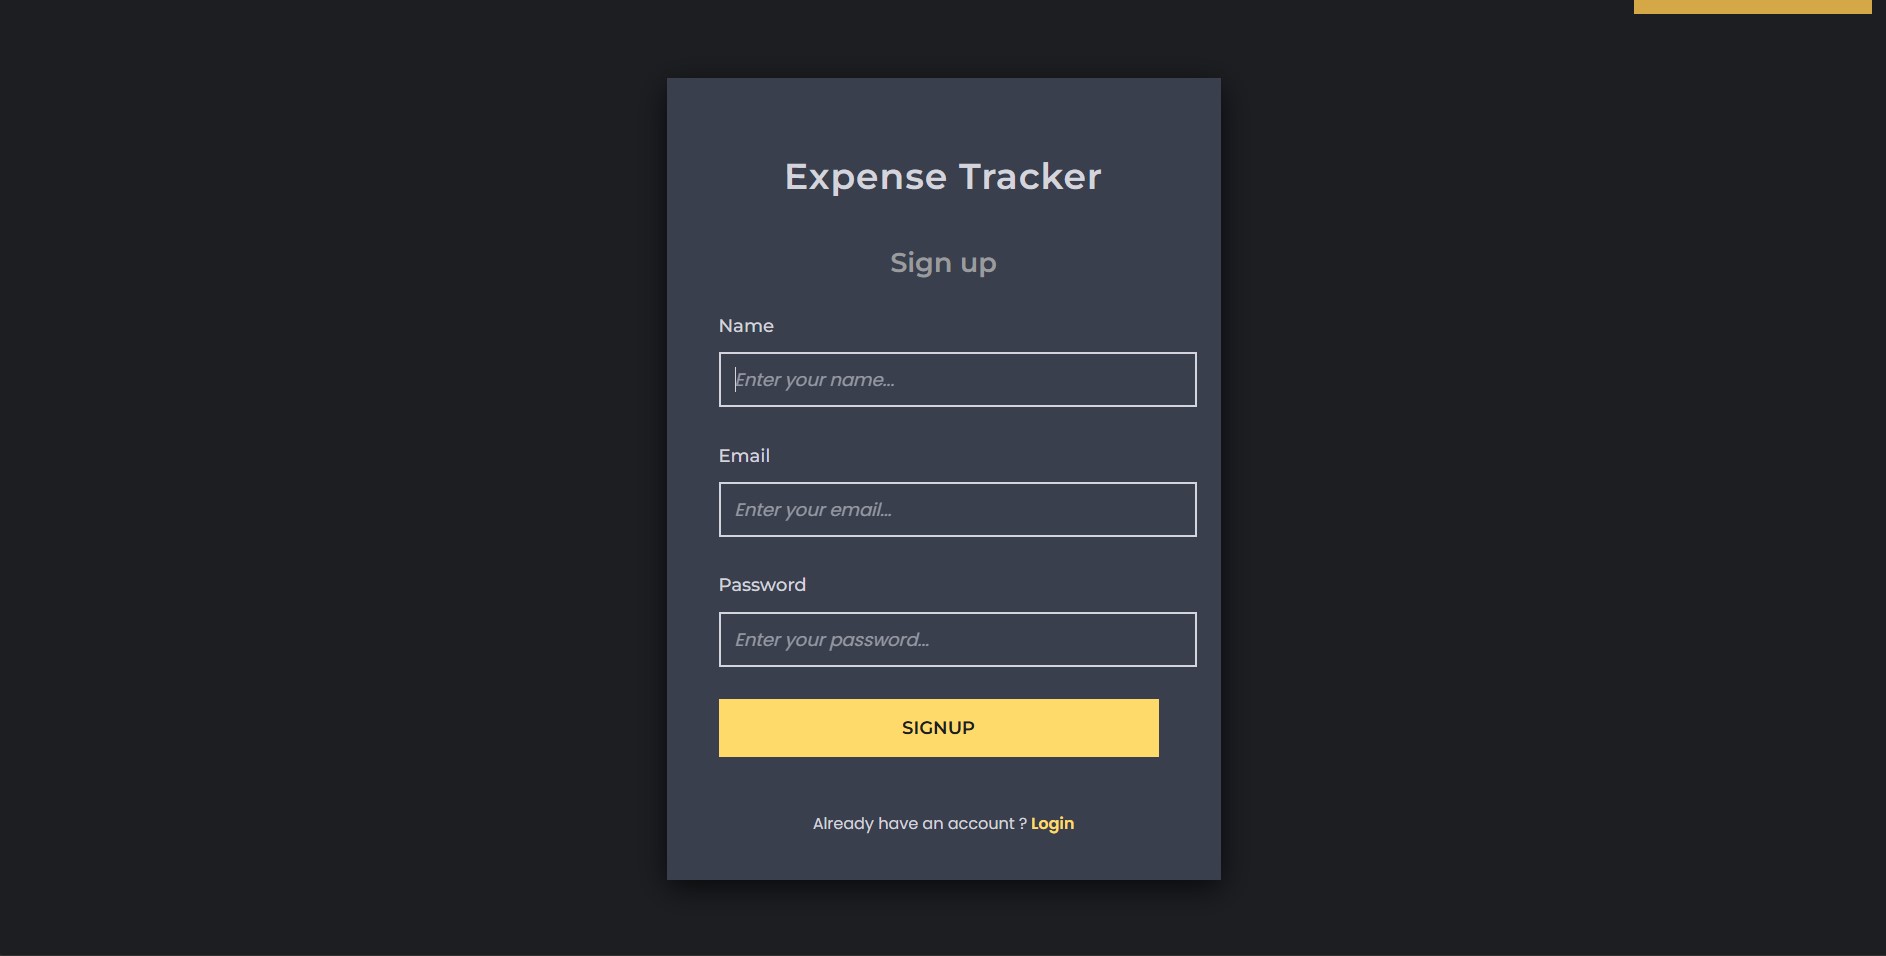 Expense Tracker
Sign up
Name
Enter your name...
Email
Enter your email...
Password
Enter your password...
SIGNUP
Already have an account ? Login